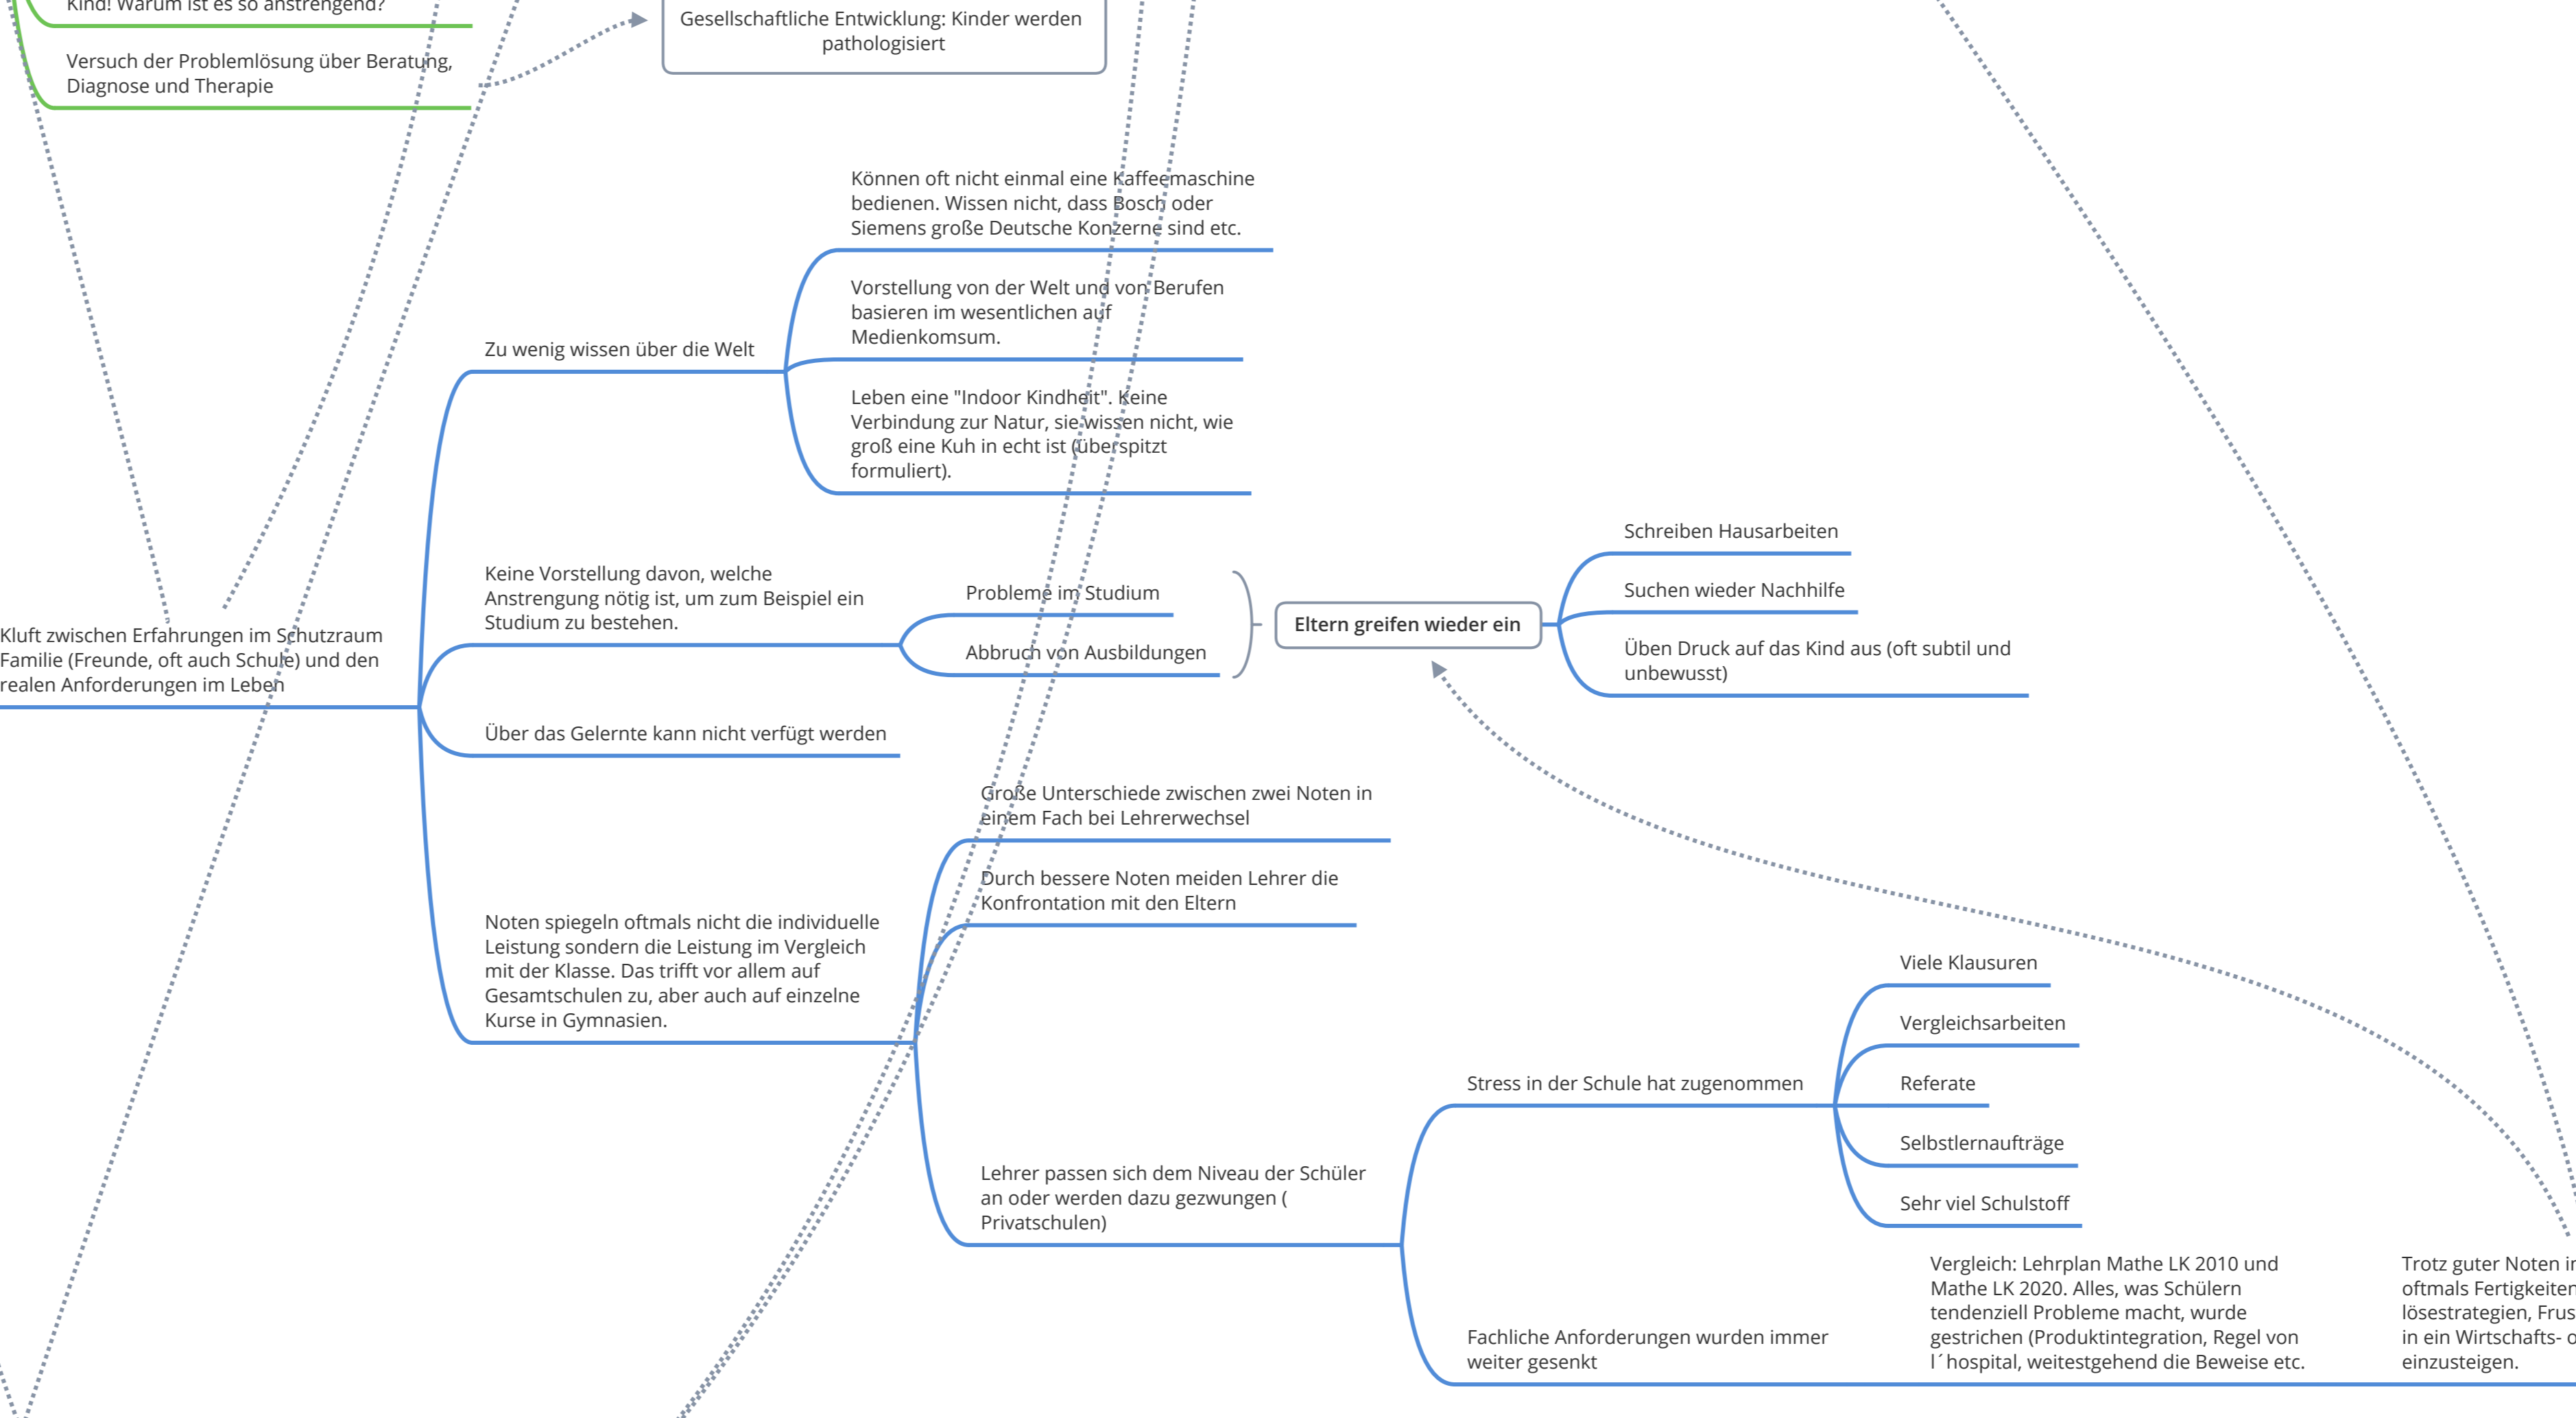 Kind! Warum ist es so anstrengend?
Versuch der Problemlösung über Beratung,
Diagnose und Therapie
Gesellschaftliche Entwicklung: Kinder werden
pathologisiert
Können oft nicht einmal eine Kaffeemaschine
bedienen. Wissen nicht, dass Bosch oder
Siemens große Deutsche Konzerne sind etc.
Vorstellung von der Welt und von Berufen
basieren im wesentlichen auf
Medienkomsum.
Zu wenig wissen über die Welt
Leben eine "Indoor Kindheit". Keine
Verbindung zur Natur, sie wissen nicht, wie
groß eine Kuh in echt ist (überspitzt
formuliert).
Keine Vorstellung davon, welche
Anstrengung nötig ist, um zum Beispiel ein
Studium zu bestehen.
Probleme im Studium
Abbruch von Ausbildungen
Eltern greifen wieder ein
Schreiben Hausarbeiten
Suchen wieder Nachhilfe
Üben Druck auf das Kind aus (oft subtil und
unbewusst)
Kluft zwischen Erfahrungen im Schutzraum
Familie (Freunde, oft auch Schule) und den
realen Anforderungen im Leben
Über das Gelernte kann nicht verfügt werden
Große Unterschiede zwischen zwei Noten in
einem Fach bei Lehrerwechsel
Durch bessere Noten meiden Lehrer die
Konfrontation mit den Eltern
Noten spiegeln oftmals nicht die individuelle
Leistung sondern die Leistung im Vergleich
mit der Klasse. Das trifft vor allem auf
Gesamtschulen zu, aber auch auf einzelne
Kurse in Gymnasien.
Lehrer passen sich dem Niveau der Schüler
an oder werden dazu gezwungen (
Privatschulen)
Stress in der Schule hat zugenommen
Viele Klausuren
Vergleichsarbeiten
Referate
Selbstlernaufträge
Sehr viel Schulstoff
Fachliche Anforderungen wurden immer
weiter gesenkt
Vergleich: Lehrplan Mathe LK 2010 und
Mathe LK 2020. Alles, was Schülern
tendenziell Probleme macht, wurde
gestrichen (Produktintegration, Regel von
l´hospital, weitestgehend die Beweise etc.
Trotz guter Noten
oftmals Fertigkeiten
lösestrategien,
in ein Wirtschafts-
einzusteigen.